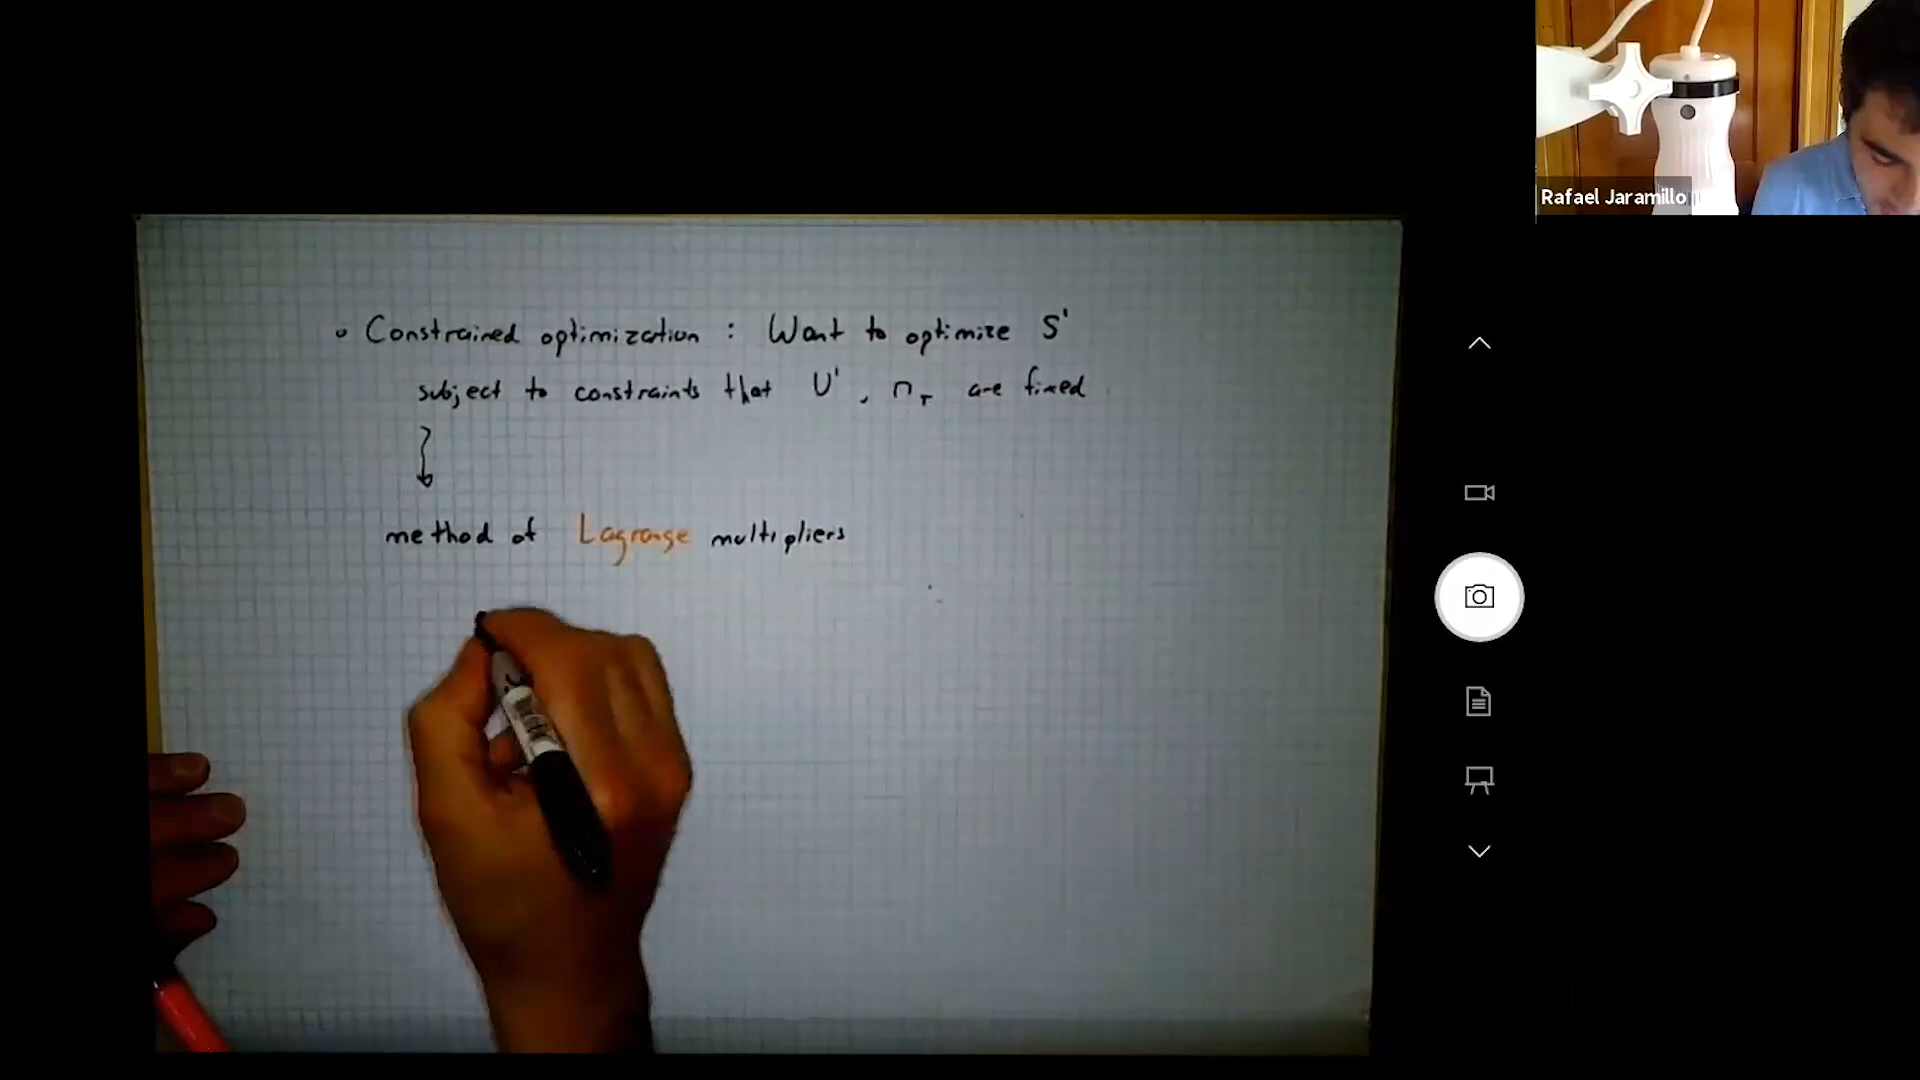 Rafael Jaramillo
• Constrained optimization : Want to optimize S'
subject to constraints that U', n_T are fixed
method of Lagrange multipliers